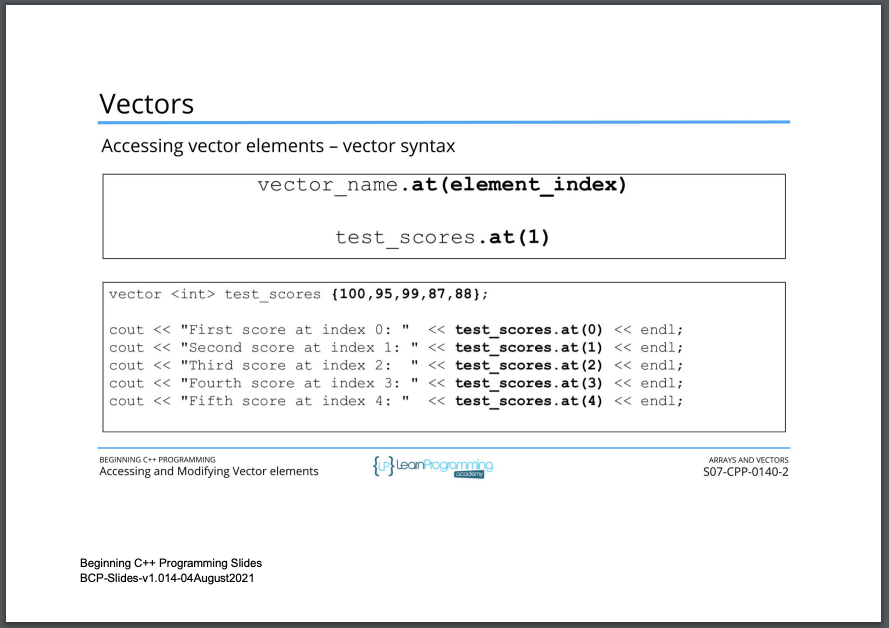 Vectors
Accessing vector elements – vector syntax
vector_name.at(element_index)
test_scores.at(1)
vector <int> test_scores {100,95,99,87,88};
cout << "First score at index 0: "  << test_scores.at(0) << endl;
cout << "Second score at index 1: " << test_scores.at(1) << endl;
cout << "Third score at index 2:  " << test_scores.at(2) << endl;
cout << "Fourth score at index 3: " << test_scores.at(3) << endl;
cout << "Fifth score at index 4: "  << test_scores.at(4) << endl;
BEGINNING C++ PROGRAMMING
Accessing and Modifying Vector elements
{LP} LearnProgramming
academy
ARRAYS AND VECTORS
S07-CPP-0140-2
Beginning C++ Programming Slides
BCP-Slides-v1.014-04August2021